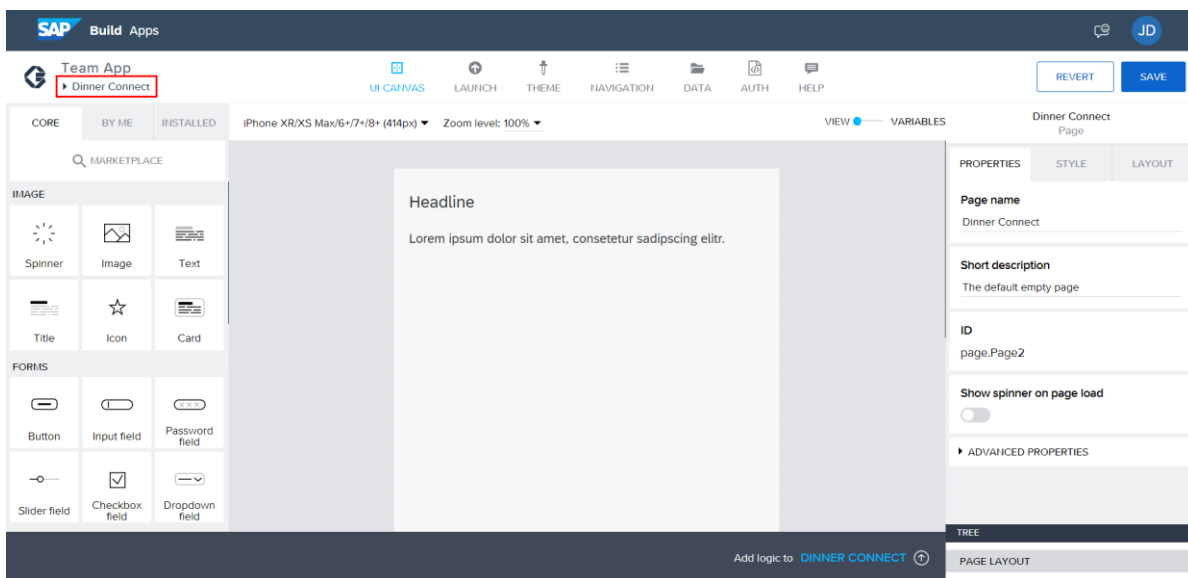 SAP Build Apps
JD
Team App
Dinner Connect
UI CANVAS LAUNCH THEME NAVIGATION DATA AUTH HELP
REVERT SAVE
CORE BY ME INSTALLED
iPhone XR/XS Max/6+/7+/8+ (414px) Zoom level: 100%
VIEW VARIABLES
Dinner Connect
Page
MARKETPLACE
PROPERTIES STYLE LAYOUT
IMAGE
Spinner Image Text
Title Icon Card
FORMS
Button Input field Password field
Slider field Checkbox field Dropdown field
Headline
Lorem ipsum dolor sit amet, consetetur sadipscing elitr.
Page name
Dinner Connect
Short description
The default empty page
ID
page.Page2
Show spinner on page load
ADVANCED PROPERTIES
TREE
PAGE LAYOUT
Add logic to DINNER CONNECT